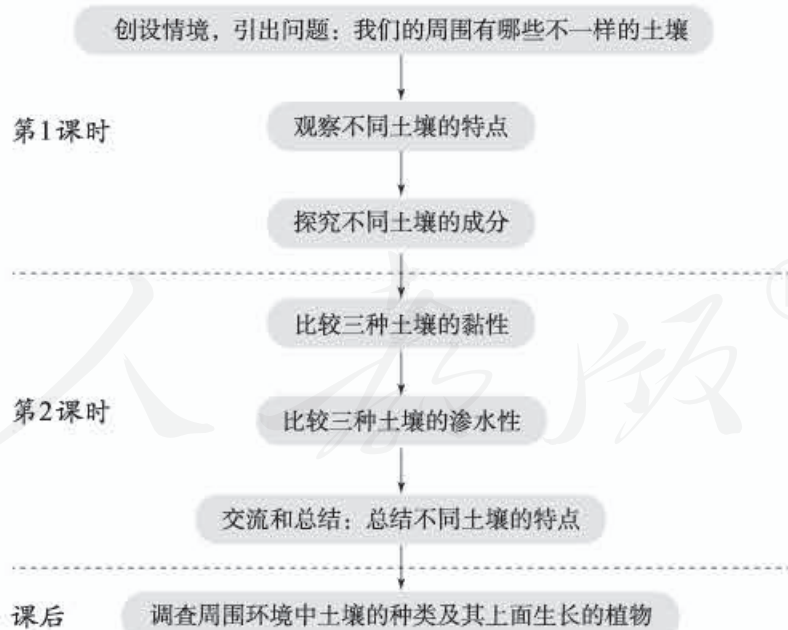 创设情境，引出问题：我们的周围有哪些不一样的土壤
第1课时
观察不同土壤的特点
探究不同土壤的成分
比较三种土壤的黏性
第2课时
比较三种土壤的渗水性
交流和总结：总结不同土壤的特点
课后
调查周围环境中土壤的种类及其上面生长的植物
人教版®